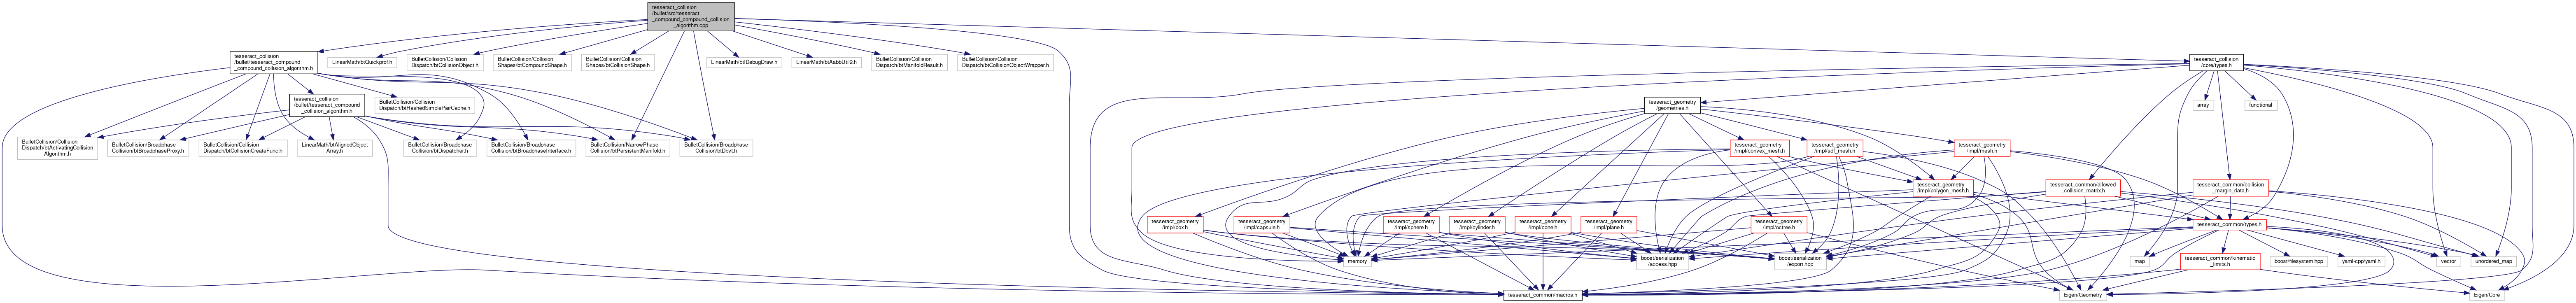 tesseract_collision
/bullet/src/tesseract
_compound_compound_collision
_algorithm.cpp
tesseract_collision
/bullet/tesseract_compound
_compound_collision_algorithm.h
LinearMath/btQuickprof.h
BulletCollision/Collision
Dispatch/btCollisionObject.h
BulletCollision/Collision
Shapes/btCompoundShape.h
BulletCollision/Collision
Shapes/btCollisionShape.h
LinearMath/btIDebugDraw.h
LinearMath/btAabbUtil2.h
BulletCollision/Collision
Dispatch/btManifoldResult.h
BulletCollision/Collision
Dispatch/btCollisionObjectWrapper.h
tesseract_collision
/core/types.h
tesseract_collision
/bullet/tesseract_compound
_collision_algorithm.h
BulletCollision/Collision
Dispatch/btHashedSimplePairCache.h
tesseract_geometry
/geometries.h
array
functional
BulletCollision/Collision
Dispatch/btActivatingCollision
Algorithm.h
BulletCollision/Broadphase
Collision/btBroadphaseProxy.h
BulletCollision/Collision
Dispatch/btCollisionCreateFunc.h
LinearMath/btAlignedObject
Array.h
BulletCollision/Broadphase
Collision/btDispatcher.h
BulletCollision/Broadphase
Collision/btBroadphaseInterface.h
BulletCollision/NarrowPhase
Collision/btPersistentManifold.h
BulletCollision/Broadphase
Collision/btDbvt.h
tesseract_geometry
/impl/convex_mesh.h
tesseract_geometry
/impl/sdf_mesh.h
tesseract_geometry
/impl/mesh.h
tesseract_geometry
/impl/polygon_mesh.h
tesseract_common/allowed
_collision_matrix.h
tesseract_common/collision
_margin_data.h
tesseract_geometry
/impl/box.h
tesseract_geometry
/impl/capsule.h
tesseract_geometry
/impl/sphere.h
tesseract_geometry
/impl/cylinder.h
tesseract_geometry
/impl/cone.h
tesseract_geometry
/impl/plane.h
tesseract_geometry
/impl/octree.h
tesseract_common/types.h
memory
boost/serialization
/access.hpp
boost/serialization
/export.hpp
map
tesseract_common/kinematic
_limits.h
boost/filesystem.hpp
yaml-cpp/yaml.h
vector
unordered_map
tesseract_common/macros.h
Eigen/Geometry
Eigen/Core